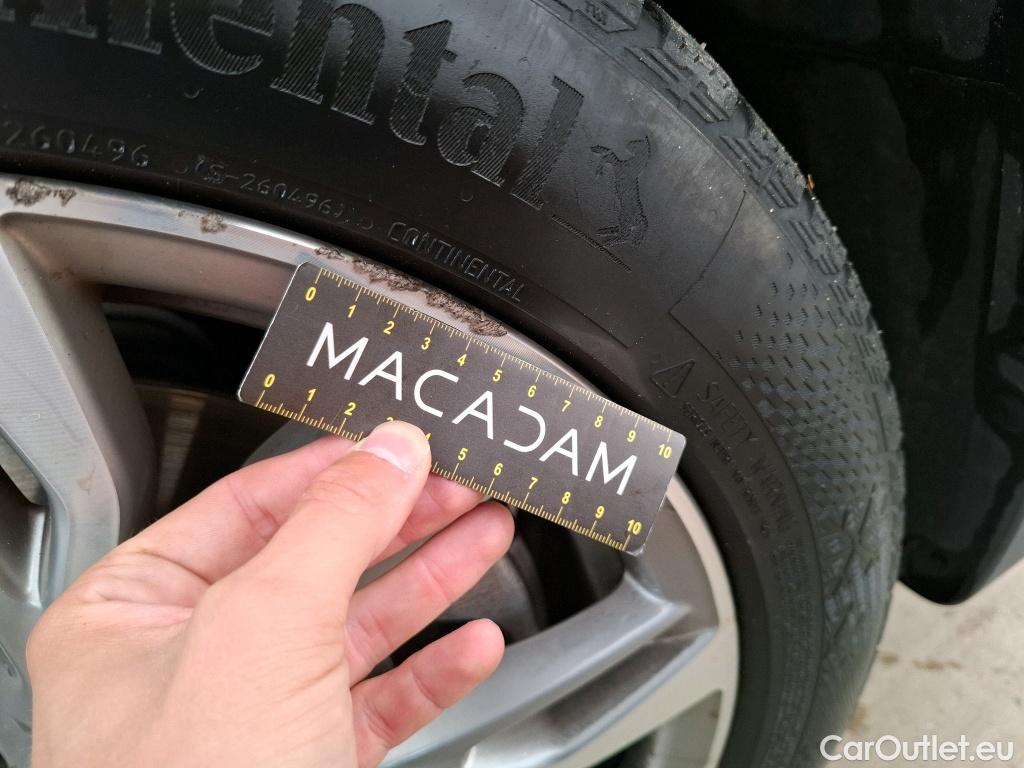 nental
260496
(S-260496)
CONTINENTAL
0 1 2 3 4 5 6 7 8 9 10
MACADAM
0 1 2 3 4 5 6 7 8 9 10
SAFETY
CarOutlet.eu